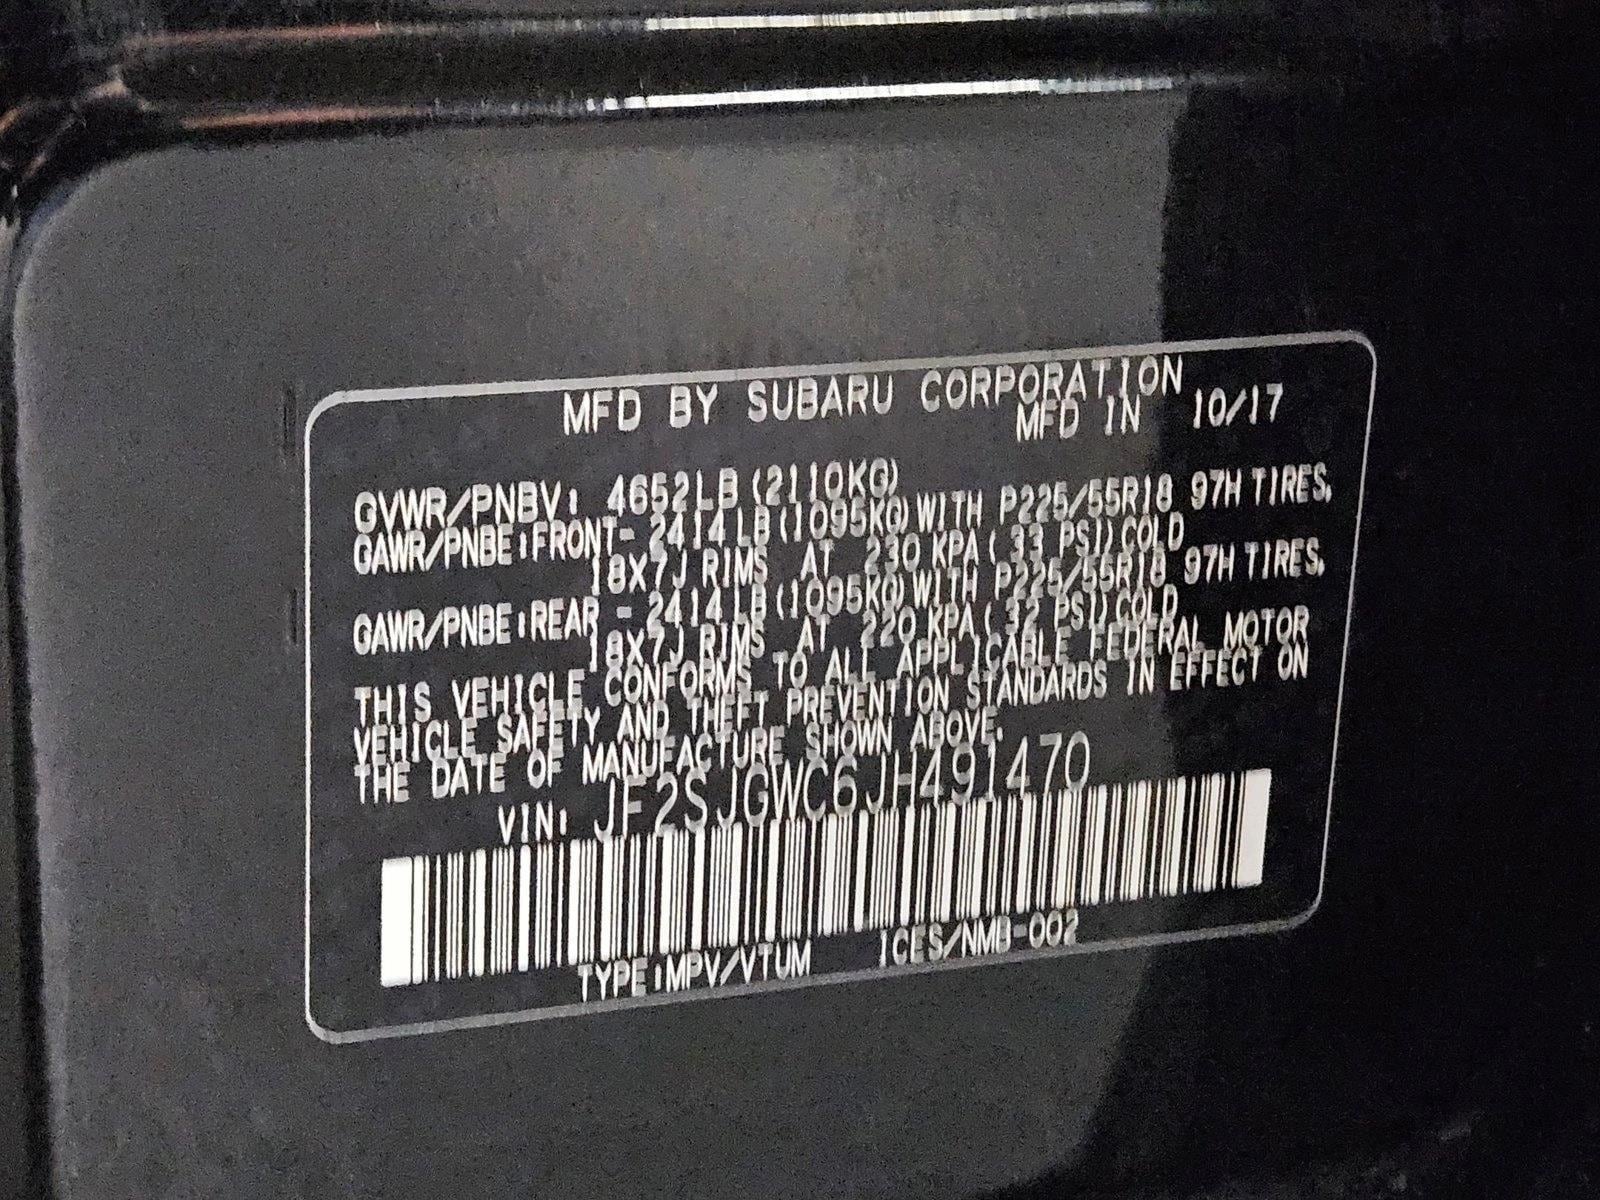 MFD BY SUBARU CORPORATION
MFD IN 10/17
GVWR/PNBV: 4652LB (2110KG)
GAWR/PNBE:FRONT- 2414LB (1095KG) WITH P225/55R18 97H TIRES,
18X7J RIMS AT 230 KPA ( 33 PSI) COLD
GAWR/PNBE:REAR - 2414LB (1095KG) WITH P225/55R18 97H TIRES,
18X7J RIMS AT 220 KPA ( 32 PSI) COLD
THIS VEHICLE CONFORMS TO ALL APPLICABLE FEDERAL MOTOR
VEHICLE SAFETY AND THEFT PREVENTION STANDARDS IN EFFECT ON
THE DATE OF MANUFACTURE SHOWN ABOVE.
VIN: JF2SJGWC6JH491470
TYPE:MPV/VTUM ICES/NMB-002